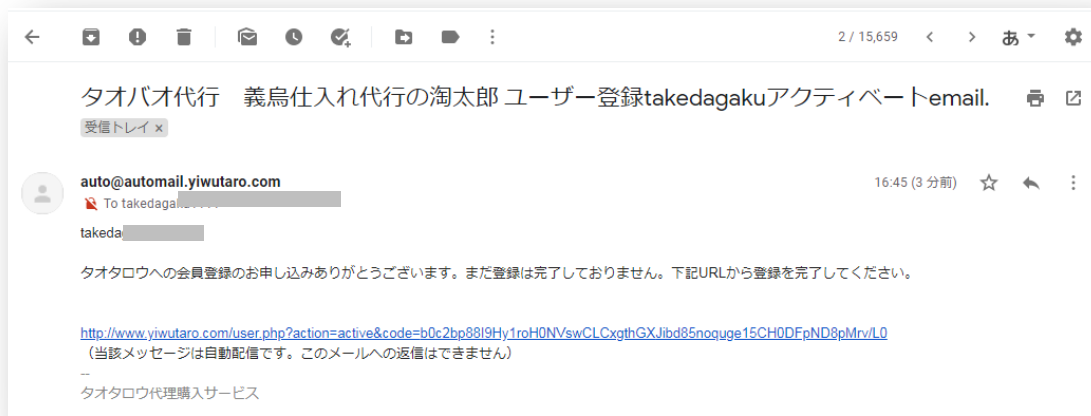 2 / 15,659
あ
タオバオ代行　義烏仕入れ代行の淘太郎 ユーザー登録takedagakuアクティベートemail.
受信トレイ ×
auto@automail.yiwutaro.com
16:45 (3 分前)
To takedaga
takeda
タオタロウへの会員登録のお申し込みありがとうございます。まだ登録は完了しておりません。下記URLから登録を完了してください。
http://www.yiwutaro.com/user.php?action=active&code=b0c2bp88I9Hy1roH0NVswCLCxgthGXJibd85noquge15CH0DFpND8pMrv/L0
（当該メッセージは自動配信です。このメールへの返信はできません）
--
タオタロウ代理購入サービス